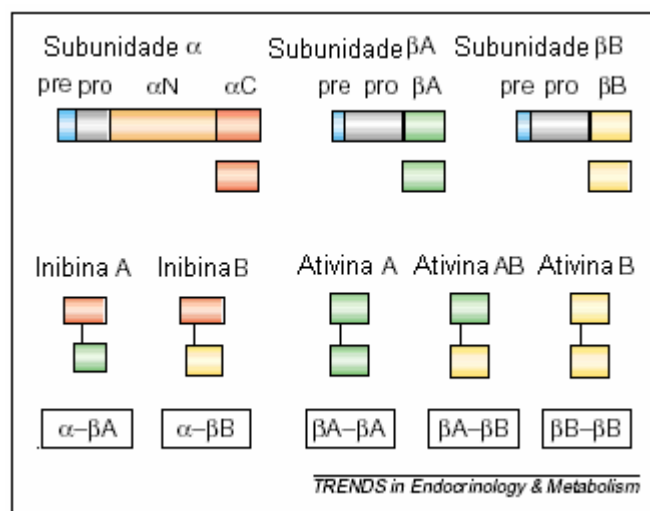 Subunidade α Subunidade βA Subunidade βB
pre pro αN αC pre pro βA pre pro βB
Inibina A Inibina B Ativina A Ativina AB Ativina B
α–βA α–βB βA–βA βA–βB βB–βB
TRENDS in Endocrinology & Metabolism